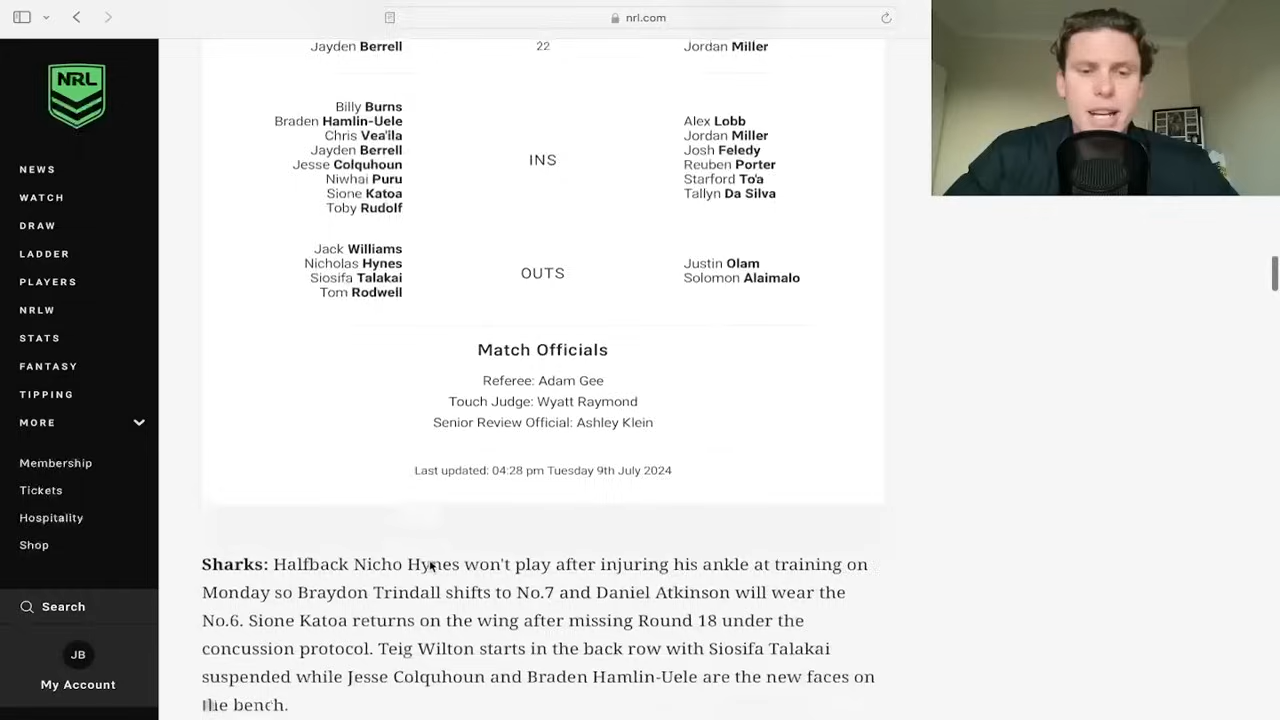 nrl.com
NRL
NEWS
WATCH
DRAW
LADDER
PLAYERS
NRLW
STATS
FANTASY
TIPPING
MORE
Membership
Tickets
Hospitality
Shop
Search
JB
My Account
Jayden Berrell 22 Jordan Miller
Billy Burns
Braden Hamlin-Uele Alex Lobb
Chris Vea'ila Jordan Miller
Jayden Berrell Josh Feledy
INS
Jesse Colquhoun Reuben Porter
Niwhai Puru Starford To'a
Sione Katoa Tallyn Da Silva
Toby Rudolf
Jack Williams
Nicholas Hynes Justin Olam
OUTS
Siosifa Talakai Solomon Alaimalo
Tom Rodwell
Match Officials
Referee: Adam Gee
Touch Judge: Wyatt Raymond
Senior Review Official: Ashley Klein
Last updated: 04:28 pm Tuesday 9th July 2024
Sharks: Halfback Nicho Hynes won't play after injuring his ankle at training on
Monday so Braydon Trindall shifts to No.7 and Daniel Atkinson will wear the
No.6. Sione Katoa returns on the wing after missing Round 18 under the
concussion protocol. Teig Wilton starts in the back row with Siosifa Talakai
suspended while Jesse Colquhoun and Braden Hamlin-Uele are the new faces on
the bench.